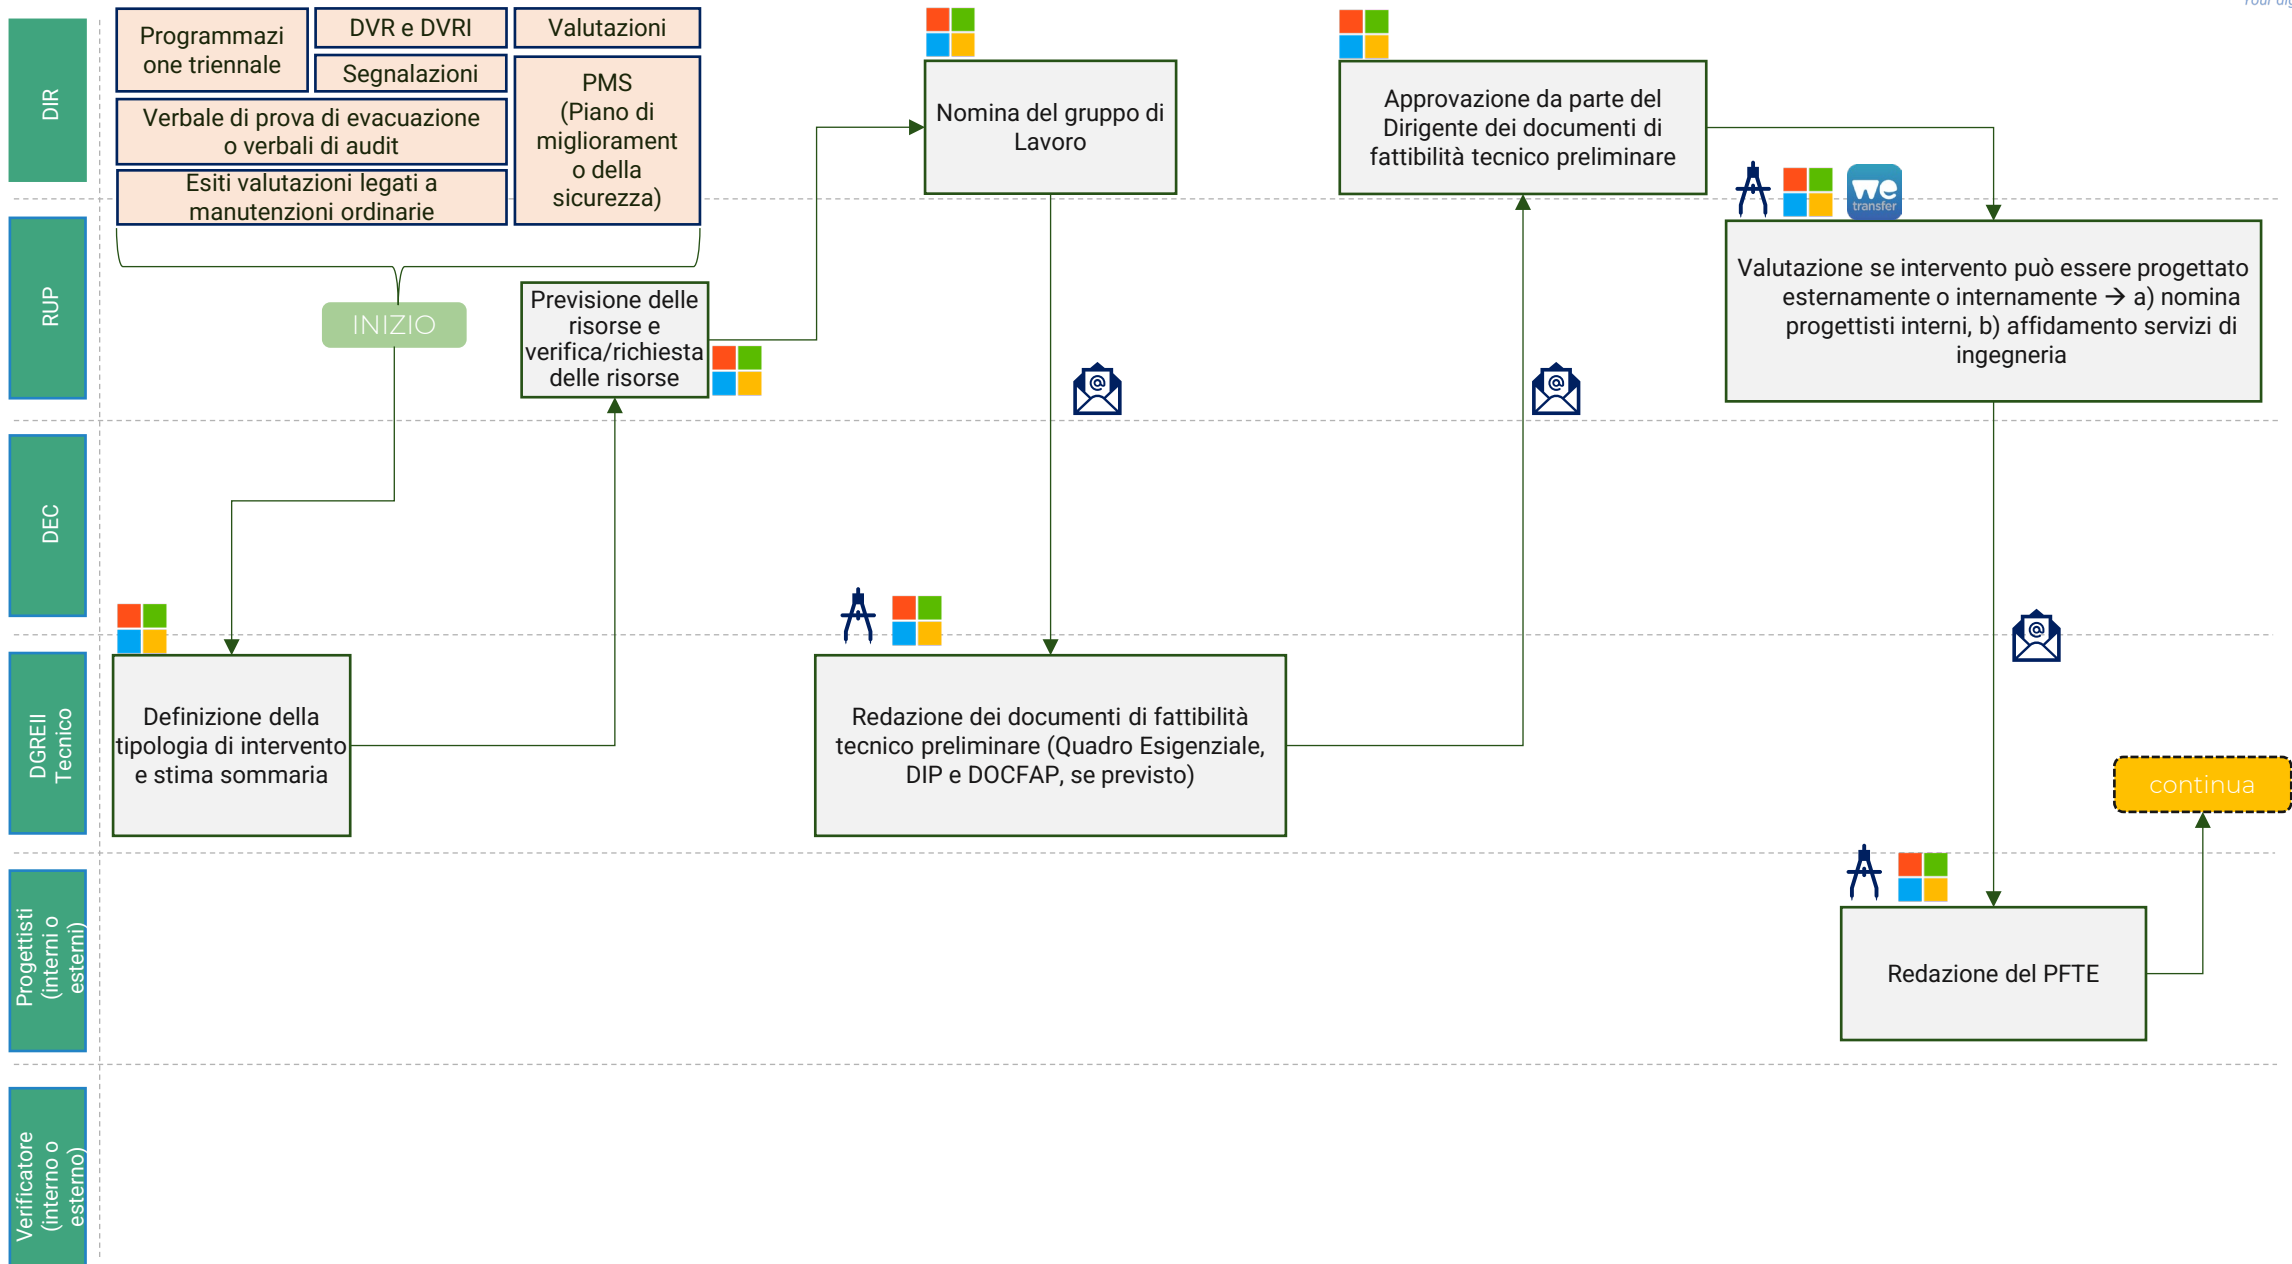 Your dig
DIR
Programmazi
one triennale
DVR e DVRI
Segnalazioni
Valutazioni
PMS
(Piano di
migliorament
o della
sicurezza)
Verbale di prova di evacuazione
o verbali di audit
Esiti valutazioni legati a
manutenzioni ordinarie
Nomina del gruppo di
Lavoro
Approvazione da parte del
Dirigente dei documenti di
fattibilità tecnico preliminare
we
transfer
RUP
INIZIO
Previsione delle
risorse e
verifica/richiesta
delle risorse
@
@
Valutazione se intervento può essere progettato
esternamente o internamente → a) nomina
progettisti interni, b) affidamento servizi di
ingegneria
DEC
@
DGREII
Tecnico
Definizione della
tipologia di intervento
e stima sommaria
Redazione dei documenti di fattibilità
tecnico preliminare (Quadro Esigenziale,
DIP e DOCFAP, se previsto)
continua
Progettisti
(interni o
esterni)
Redazione del PFTE
Verificatore
(interno o
esterno)